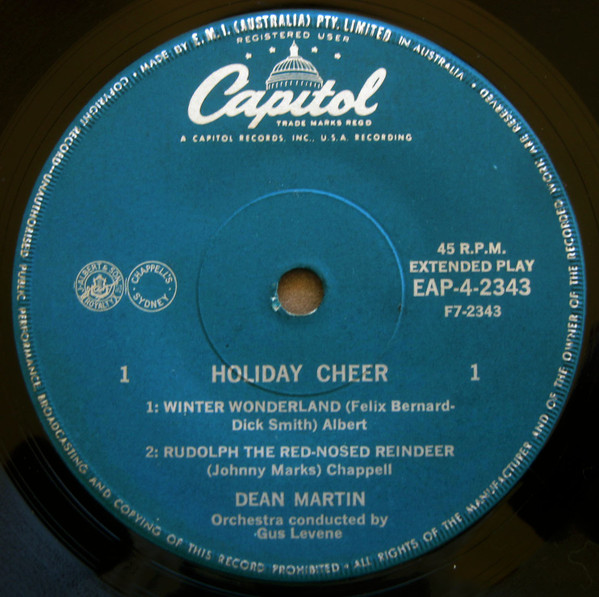 MADE BY E. M. I. (AUSTRALIA) PTY. LIMITED IN AUSTRALIA.
REGISTERED USER
Capitol
TRADE MARKS REGD
A CAPITOL RECORDS, INC., U.S.A. RECORDING
45 R.P.M.
EXTENDED PLAY
EAP-4-2343
F7-2343
ALBERT & SON
ROYALTY
CHAPPELL'S
SYDNEY
1 HOLIDAY CHEER 1
1: WINTER WONDERLAND (Felix Bernard-
Dick Smith) Albert
2: RUDOLPH THE RED-NOSED REINDEER
(Johnny Marks) Chappell
DEAN MARTIN
Orchestra conducted by
Gus Levene
COPYRIGHT RECORD—UNAUTHORISED PUBLIC PERFORMANCE BROADCASTING AND COPYING OF THIS RECORD PROHIBITED • ALL RIGHTS OF THE MANUFACTURER AND OF THE OWNER OF THE RECORDED WORK ARE RESERVED